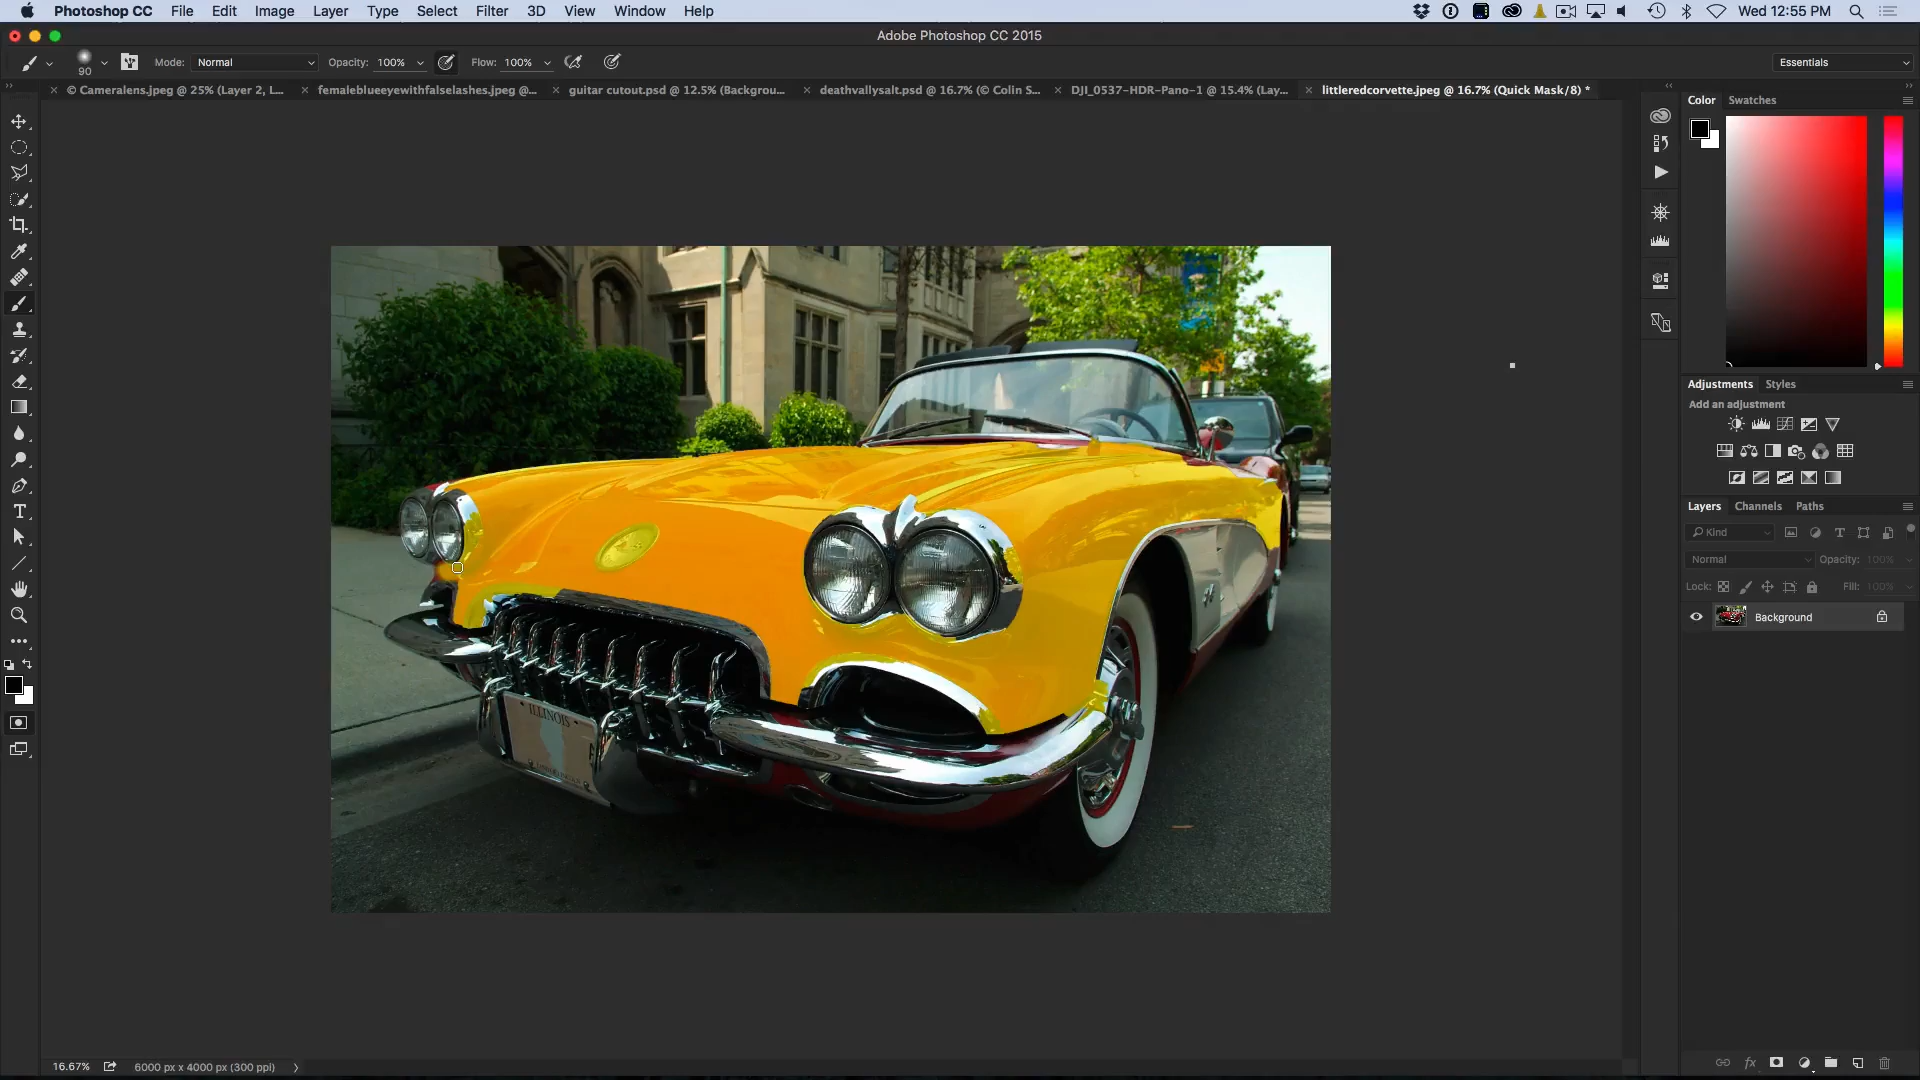 Photoshop CC File Edit Image Layer Type Select Filter 3D View Window Help Wed 12:55 PM
Adobe Photoshop CC 2015
90 Mode: Normal Opacity: 100% Flow: 100% Essentials
© Cameralens.jpeg @ 25% (Layer 2, L... femaleblueeyewithfalselashes.jpeg @... guitar cutout.psd @ 12.5% (Backgrou... deathvallysalt.psd @ 16.7% (© Colin S... DJI_0537-HDR-Pano-1 @ 15.4% (Lay... littleredcorvette.jpeg @ 16.7% (Quick Mask/8) *
Color Swatches
Adjustments Styles
Add an adjustment
Layers Channels Paths
Kind
Normal Opacity: 100%
Lock: Fill: 100%
Background
ILLINOIS
16.67% 6000 px x 4000 px (300 ppi)